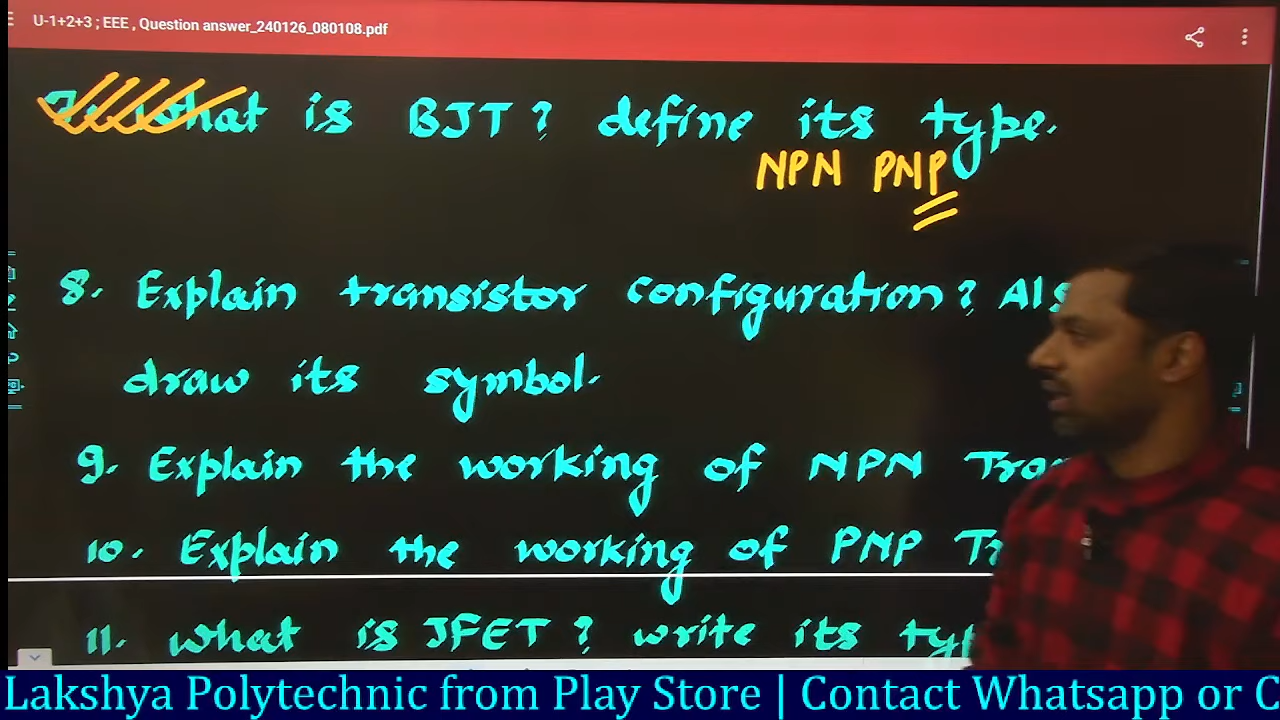 U-1+2+3 ; EEE , Question answer_240126_080108.pdf
7. What is BJT ? define its type.
NPN PNP
8. Explain transistor configuration ? Als
draw its symbol.
9. Explain the working of NPN Tra
10. Explain the working of PNP Tr
11. What is JFET ? write its typ
Lakshya Polytechnic from Play Store | Contact Whatsapp or C